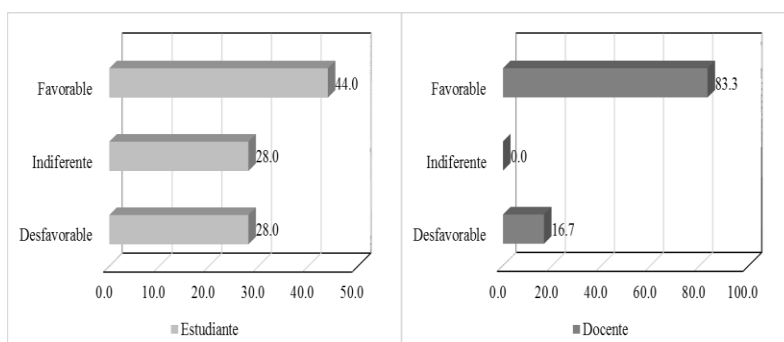 Favorable 44.0
Indiferente 28.0
Desfavorable 28.0
0.0 10.0 20.0 30.0 40.0 50.0
Estudiante
Favorable 83.3
Indiferente 0.0
Desfavorable 16.7
0.0 20.0 40.0 60.0 80.0 100.0
Docente